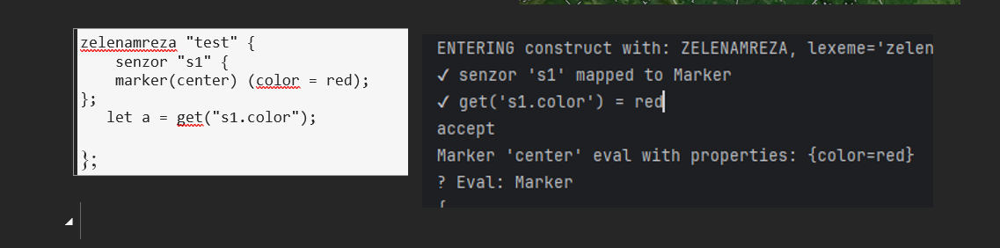 zelenamreza "test" {
senzor "s1" {
marker(center) (color = red);
};
let a = get("s1.color");
};
ENTERING construct with: ZELENAMREZA, lexeme='zelen
✓ senzor 's1' mapped to Marker
✓ get('s1.color') = red
accept
Marker 'center' eval with properties: {color=red}
? Eval: Marker
{